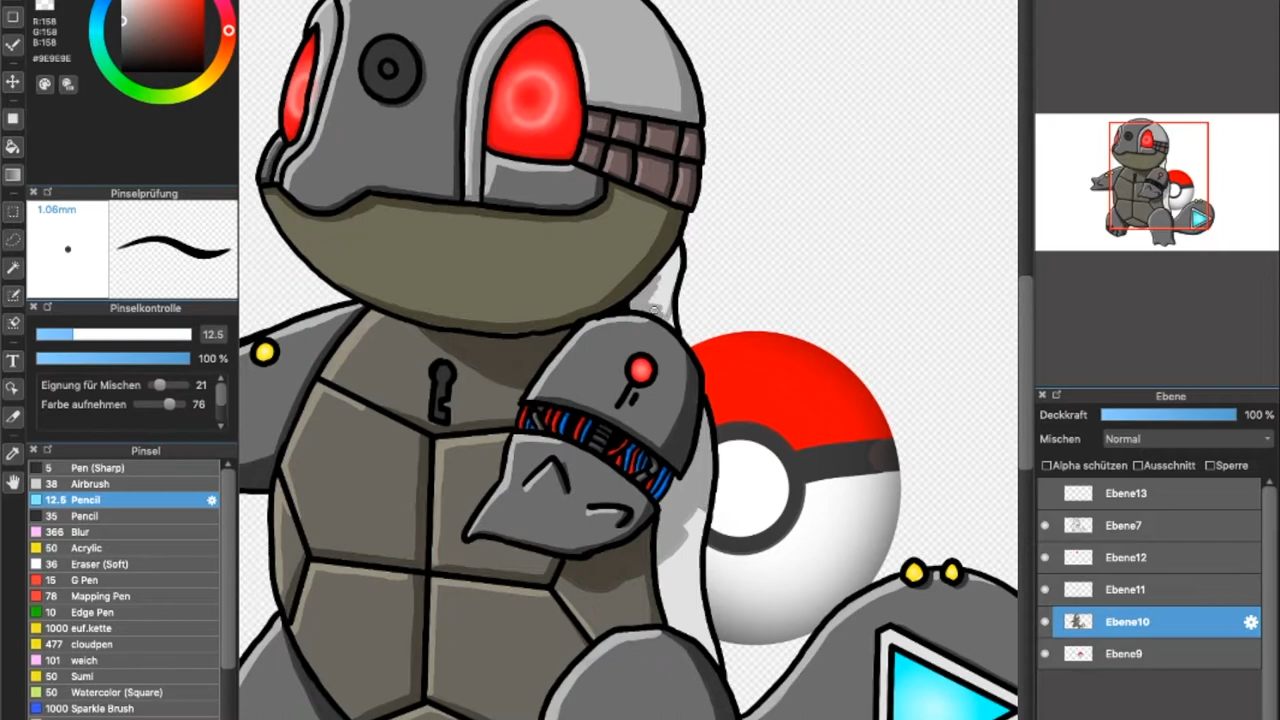 R:158
G:158
B:158
#9E9E9E
Pinselprüfung
1.06mm
Pinselkontrolle
12.5
100 %
Eignung für Mischen 21
Farbe aufnehmen 76
Pinsel
5 Pen (Sharp)
38 Airbrush
12.5 Pencil
35 Pencil
366 Blur
50 Acrylic
36 Eraser (Soft)
15 G Pen
78 Mapping Pen
10 Edge Pen
1000 euf.kette
477 cloudpen
101 weich
50 Sumi
50 Watercolor (Square)
1000 Sparkle Brush
T
Ebene
Deckkraft 100 %
Mischen Normal
Alpha schützen Ausschnitt Sperre
Ebene13
Ebene7
Ebene12
Ebene11
Ebene10
Ebene9